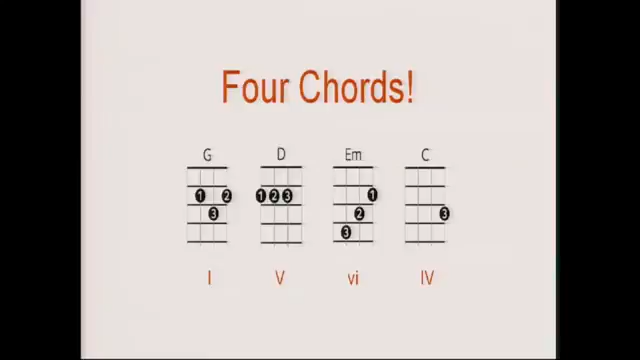 Four Chords!
G D Em C
1 2 3 1 2 3 1 2 3 3
I V vi IV